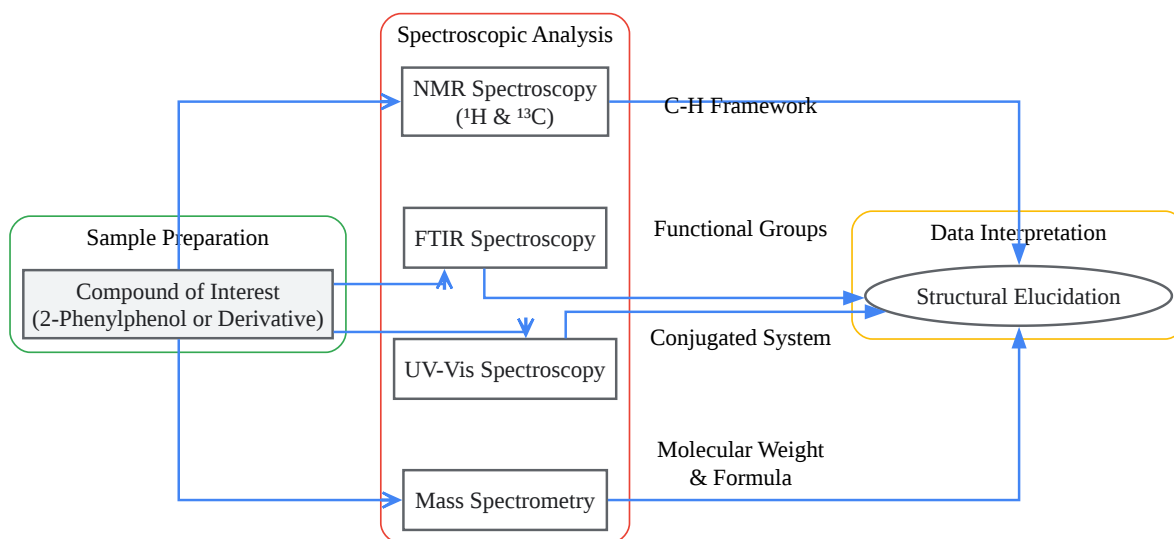 Spectroscopic Analysis
NMR Spectroscopy
(¹H & ¹³C)
C-H Framework
Sample Preparation
Compound of Interest
(2-Phenylphenol or Derivative)
FTIR Spectroscopy
Functional Groups
Data Interpretation
Structural Elucidation
UV-Vis Spectroscopy
Conjugated System
Mass Spectrometry
Molecular Weight
& Formula